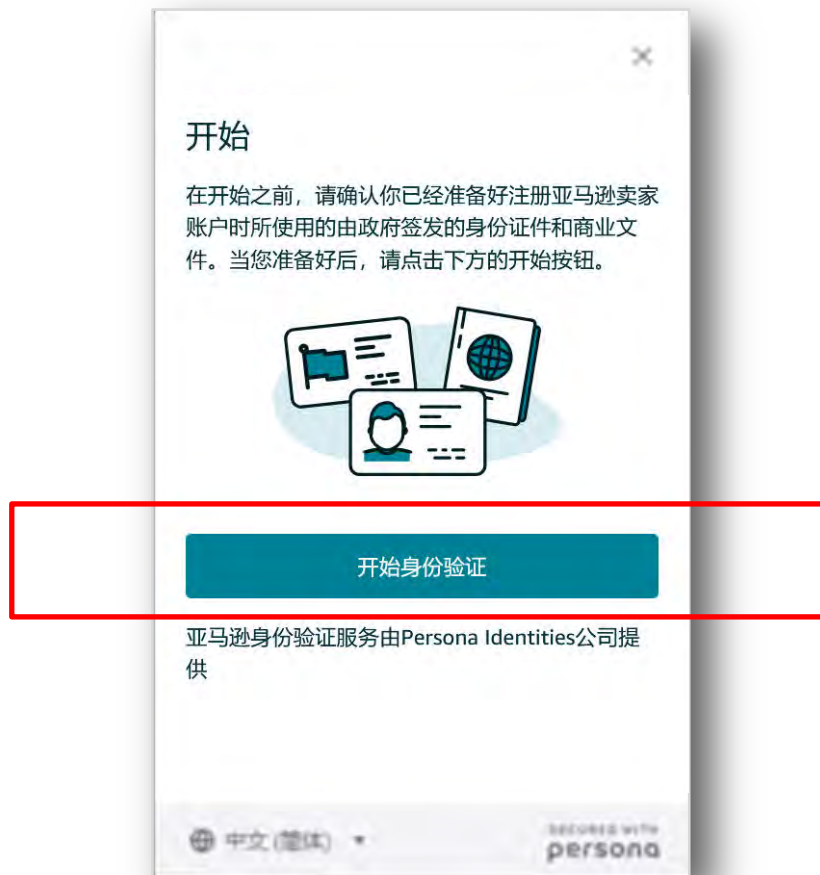 开始
在开始之前，请确认你已经准备好注册亚马逊卖家
账户时所使用的由政府签发的身份证件和商业文
件。当您准备好后，请点击下方的开始按钮。
开始身份验证
亚马逊身份验证服务由Persona Identities公司提
供
中文 (简体)
SECURED WITH
persona